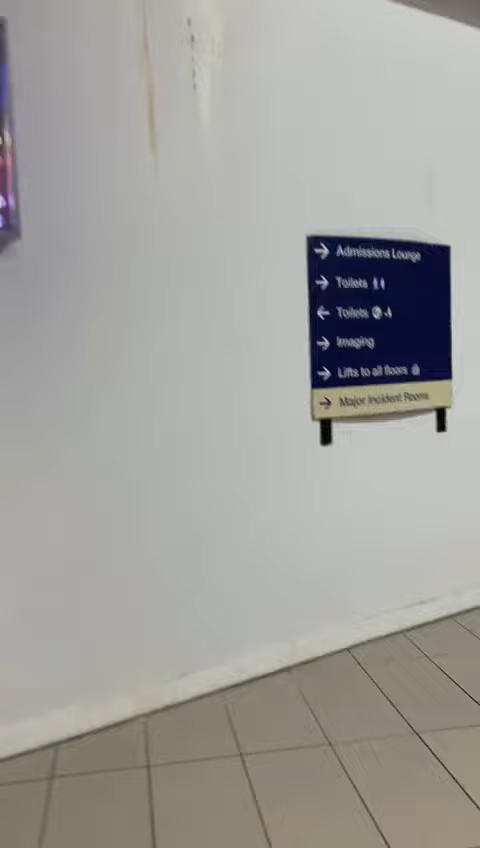 Admissions Lounge
Toilets
Toilets
Imaging
Lifts to all floors
Major Incident Rooms